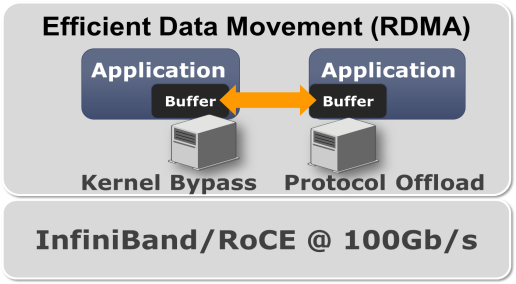 Efficient Data Movement (RDMA)
Application Application
Buffer Buffer
Kernel Bypass Protocol Offload
InfiniBand/RoCE @ 100Gb/s